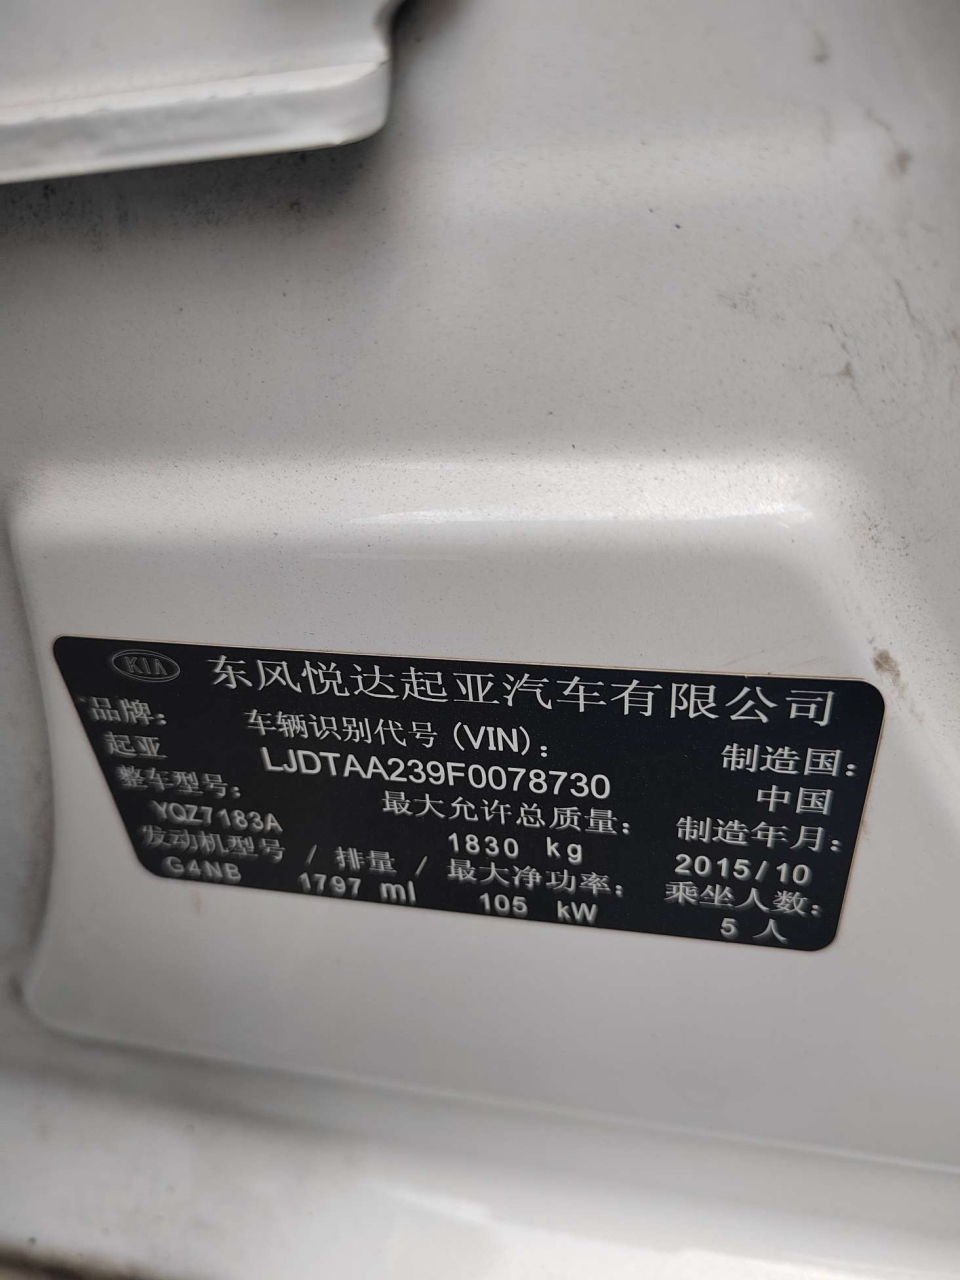 KIA 东风悦达起亚汽车有限公司
品牌: 车辆识别代号(VIN): 制造国:
起亚 LJDTAA239F0078730 中国
整车型号: 最大允许总质量: 制造年月:
YQZ7183A 1830 kg 2015/10
发动机型号 / 排量 / 最大净功率: 乘坐人数:
G4NB 1797 ml 105 kW 5 人